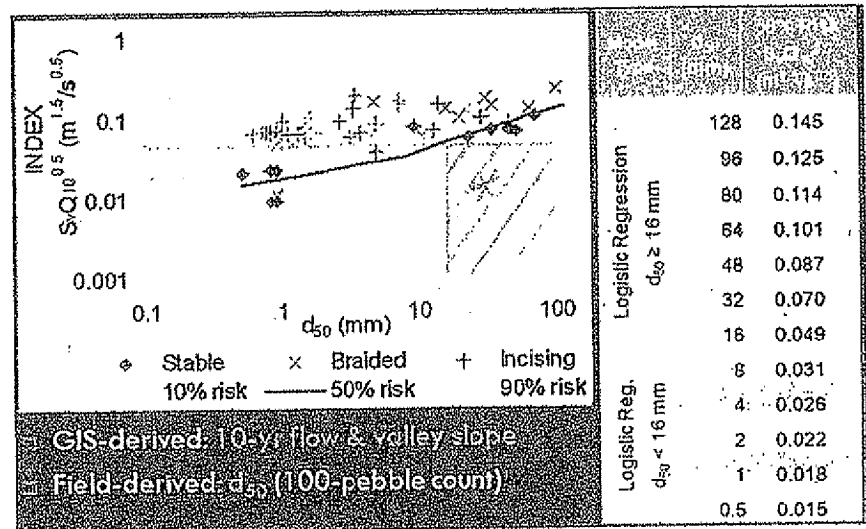 1
0.1
0.01
0.001
INDEX
SvQ10^0.5 (m^1.5/s^0.5)
0.1
1
10
100
d50 (mm)
Stable
Braided
Incising
10% risk
50% risk
90% risk
GIS-derived: 10-yr flow & valley slope
Field-derived: d50 (100-pebble count)
Logistic Regression
d50 ≥ 16 mm
128 0.145
96 0.125
80 0.114
64 0.101
48 0.087
32 0.070
16 0.049
Logistic Reg.
d50 < 16 mm
8 0.031
4 0.026
2 0.022
1 0.018
0.5 0.015